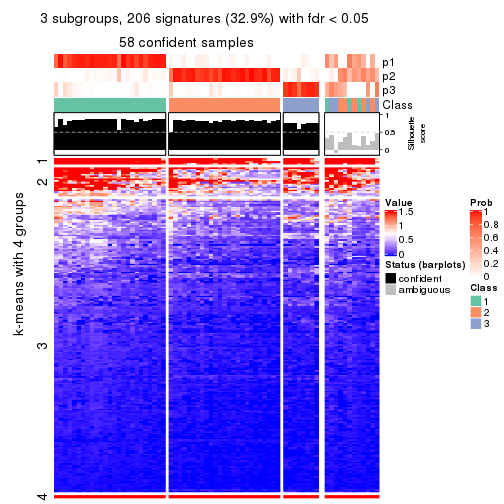 3 subgroups, 206 signatures (32.9%) with fdr < 0.05
58 confident samples
p1
p2
p3
Class
1
0.5
0
Silhouette
score
k-means with 4 groups
1
2
3
4
Value
1.5
1
0.5
0
Status (barplots)
confident
ambiguous
Prob
1
0.8
0.6
0.4
0.2
0
Class
1
2
3